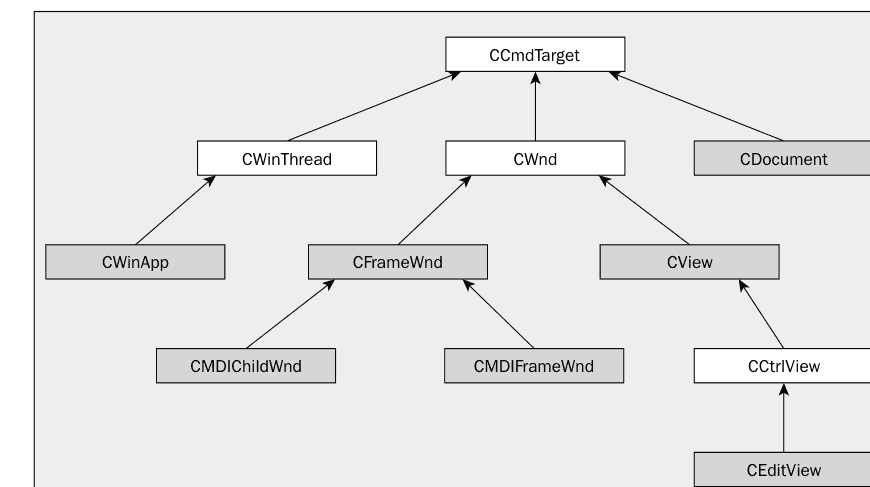 CCmdTarget
CWinThread
CWnd
CDocument
CWinApp
CFrameWnd
CView
CMDIChildWnd
CMDIFrameWnd
CCtrlView
CEditView